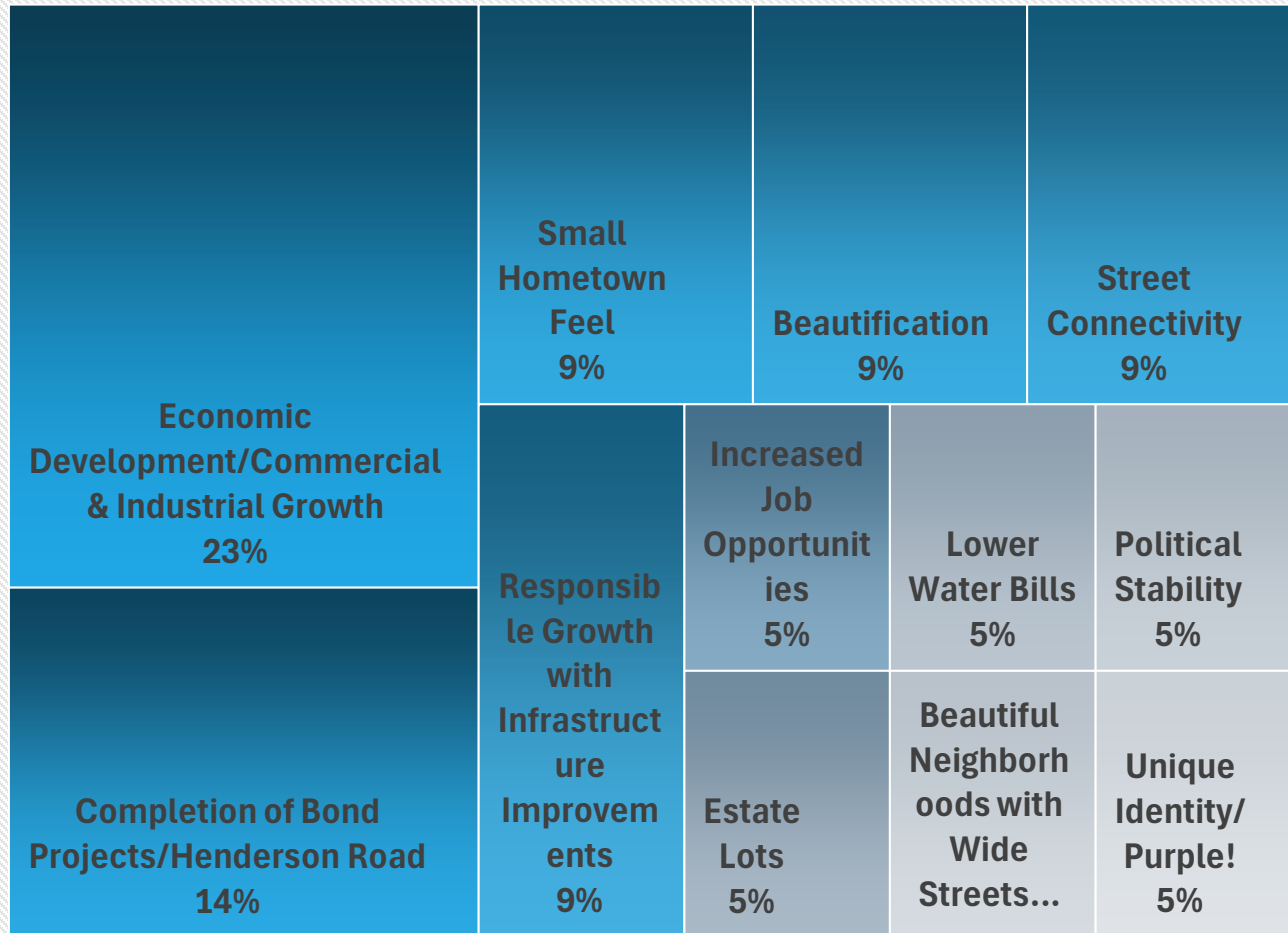 Economic
Development/Commercial
& Industrial Growth
23%
Completion of Bond
Projects/Henderson Road
14%
Small
Hometown
Feel
9%
Beautification
9%
Street
Connectivity
9%
Responsib
le Growth
with
Infrastruct
ure
Improvem
ents
9%
Increased
Job
Opportunit
ies
5%
Lower
Water Bills
5%
Political
Stability
5%
Estate
Lots
5%
Beautiful
Neighborh
oods with
Wide
Streets...
Unique
Identity/
Purple!
5%